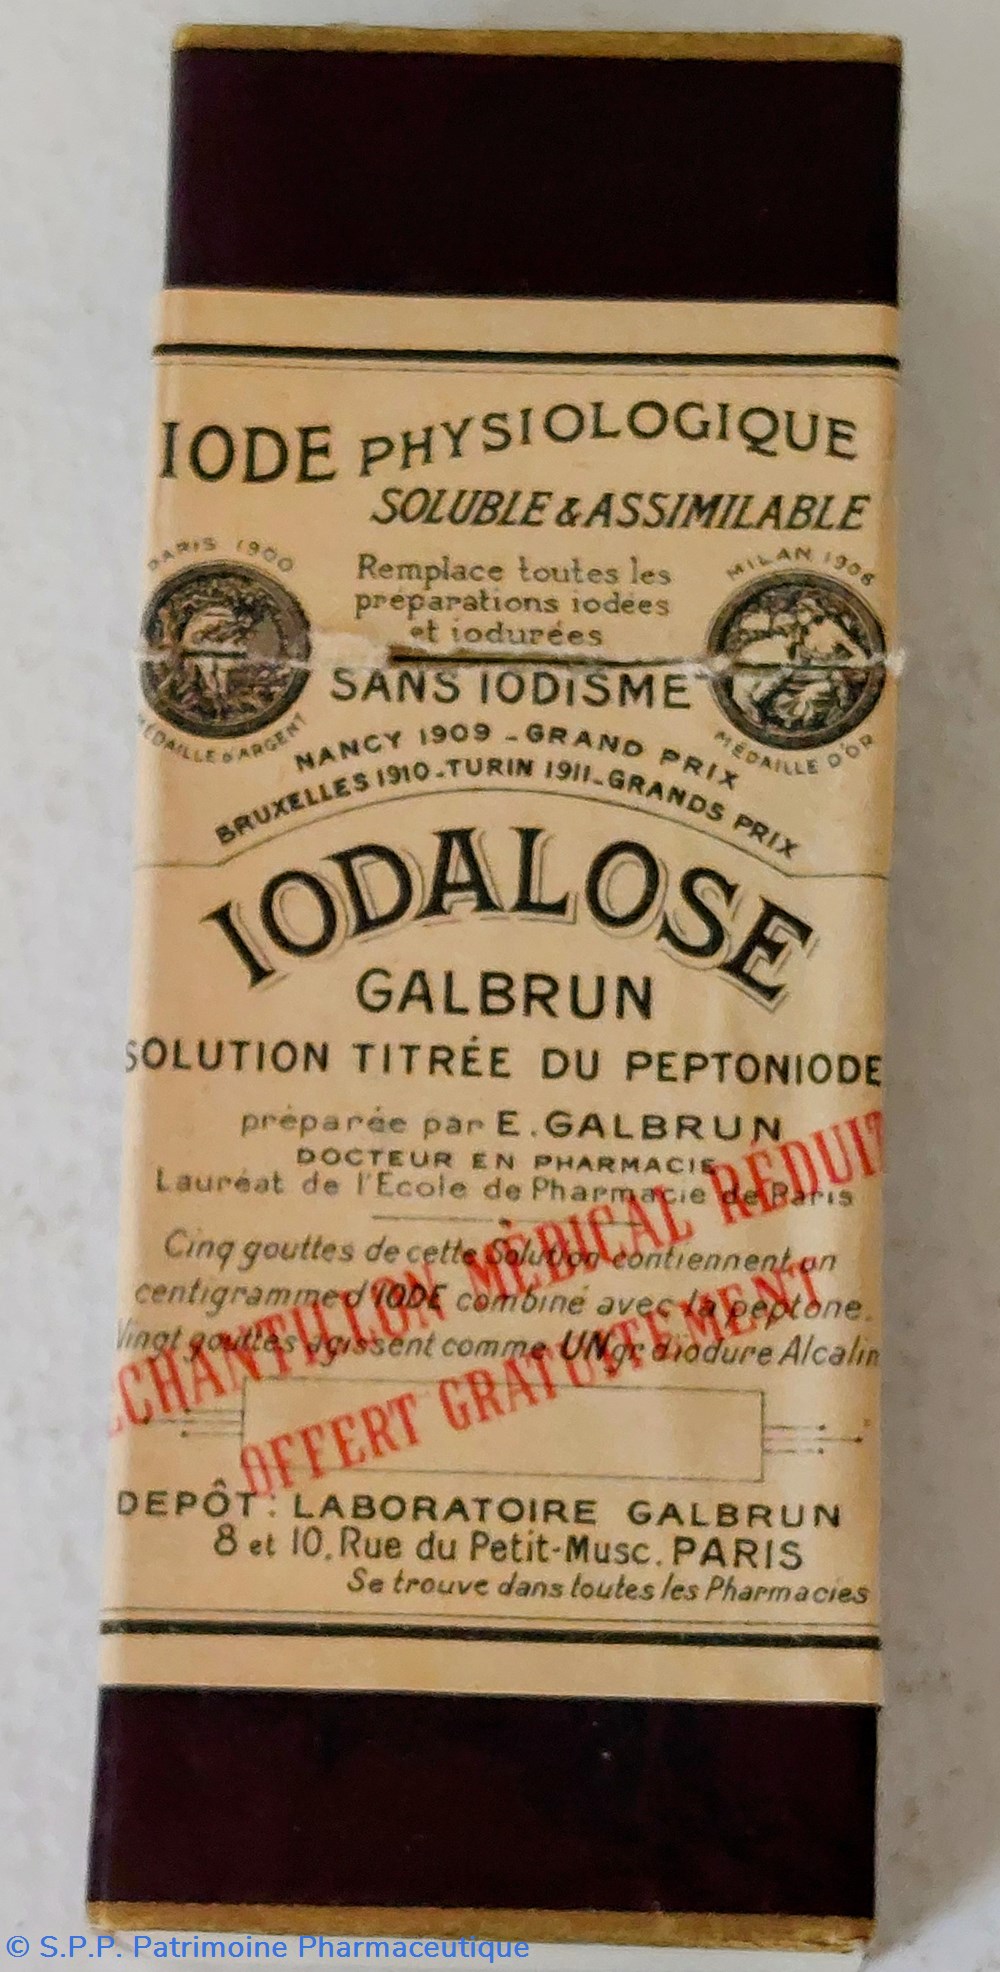 IODE PHYSIOLOGIQUE
SOLUBLE & ASSIMILABLE
PARIS 1900
MÉDAILLE D'ARGENT
Remplace toutes les
préparations iodées
et iodurées
MILAN 1906
MÉDAILLE D'OR
SANS IODISME
NANCY 1909 - GRAND PRIX
BRUXELLES 1910 - TURIN 1911 - GRANDS PRIX
IODALOSE
GALBRUN
SOLUTION TITRÉE DU PEPTONIODE
préparée par E. GALBRUN
DOCTEUR EN PHARMACIE
Lauréat de l'Ecole de Pharmacie de Paris
Cinq gouttes de cette Solution contiennent un
centigramme d'IODE combiné avec la peptone.
Vingt gouttes agissent comme UN gr d'iodure Alcalin
ECHANTILLON MÉDICAL RÉDUIT
OFFERT GRATUITEMENT
DEPÔT: LABORATOIRE GALBRUN
8 et 10, Rue du Petit-Musc. PARIS
Se trouve dans toutes les Pharmacies
© S.P.P. Patrimoine Pharmaceutique